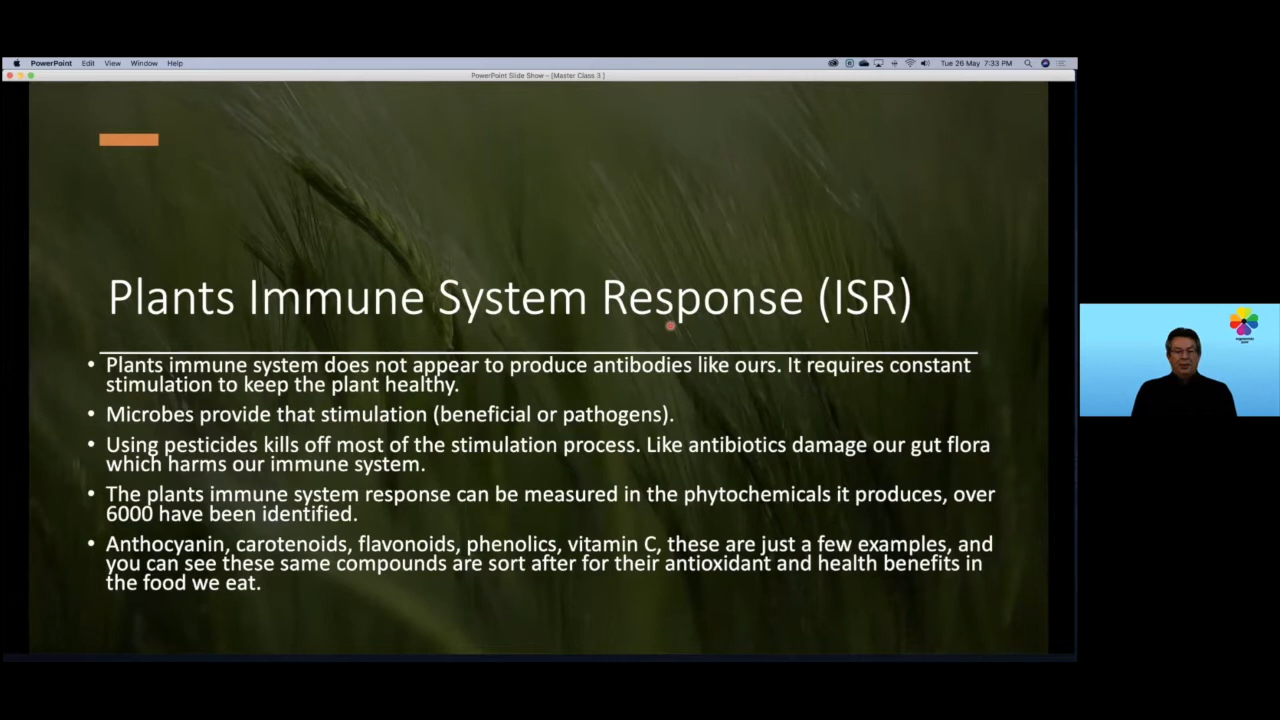 PowerPoint Edit View Window Help
Tue 26 May 7:33 PM
PowerPoint Slide Show - [Master Class 3 ]
Plants Immune System Response (ISR)
• Plants immune system does not appear to produce antibodies like ours. It requires constant
stimulation to keep the plant healthy.
• Microbes provide that stimulation (beneficial or pathogens).
• Using pesticides kills off most of the stimulation process. Like antibiotics damage our gut flora
which harms our immune system.
• The plants immune system response can be measured in the phytochemicals it produces, over
6000 have been identified.
• Anthocyanin, carotenoids, flavonoids, phenolics, vitamin C, these are just a few examples, and
you can see these same compounds are sort after for their antioxidant and health benefits in
the food we eat.